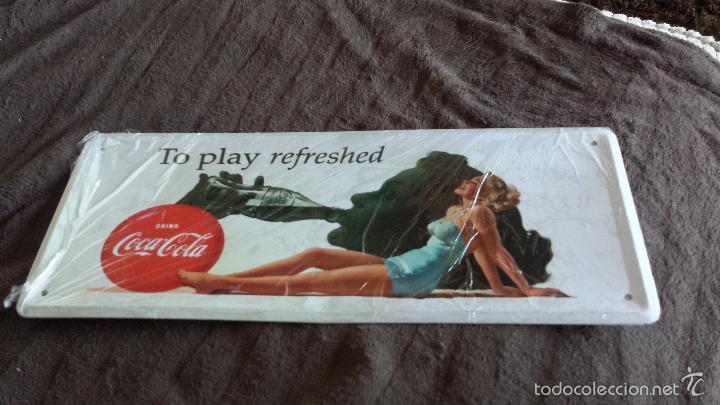 To play refreshed
DRINK
Coca-Cola
todocoleccion.net